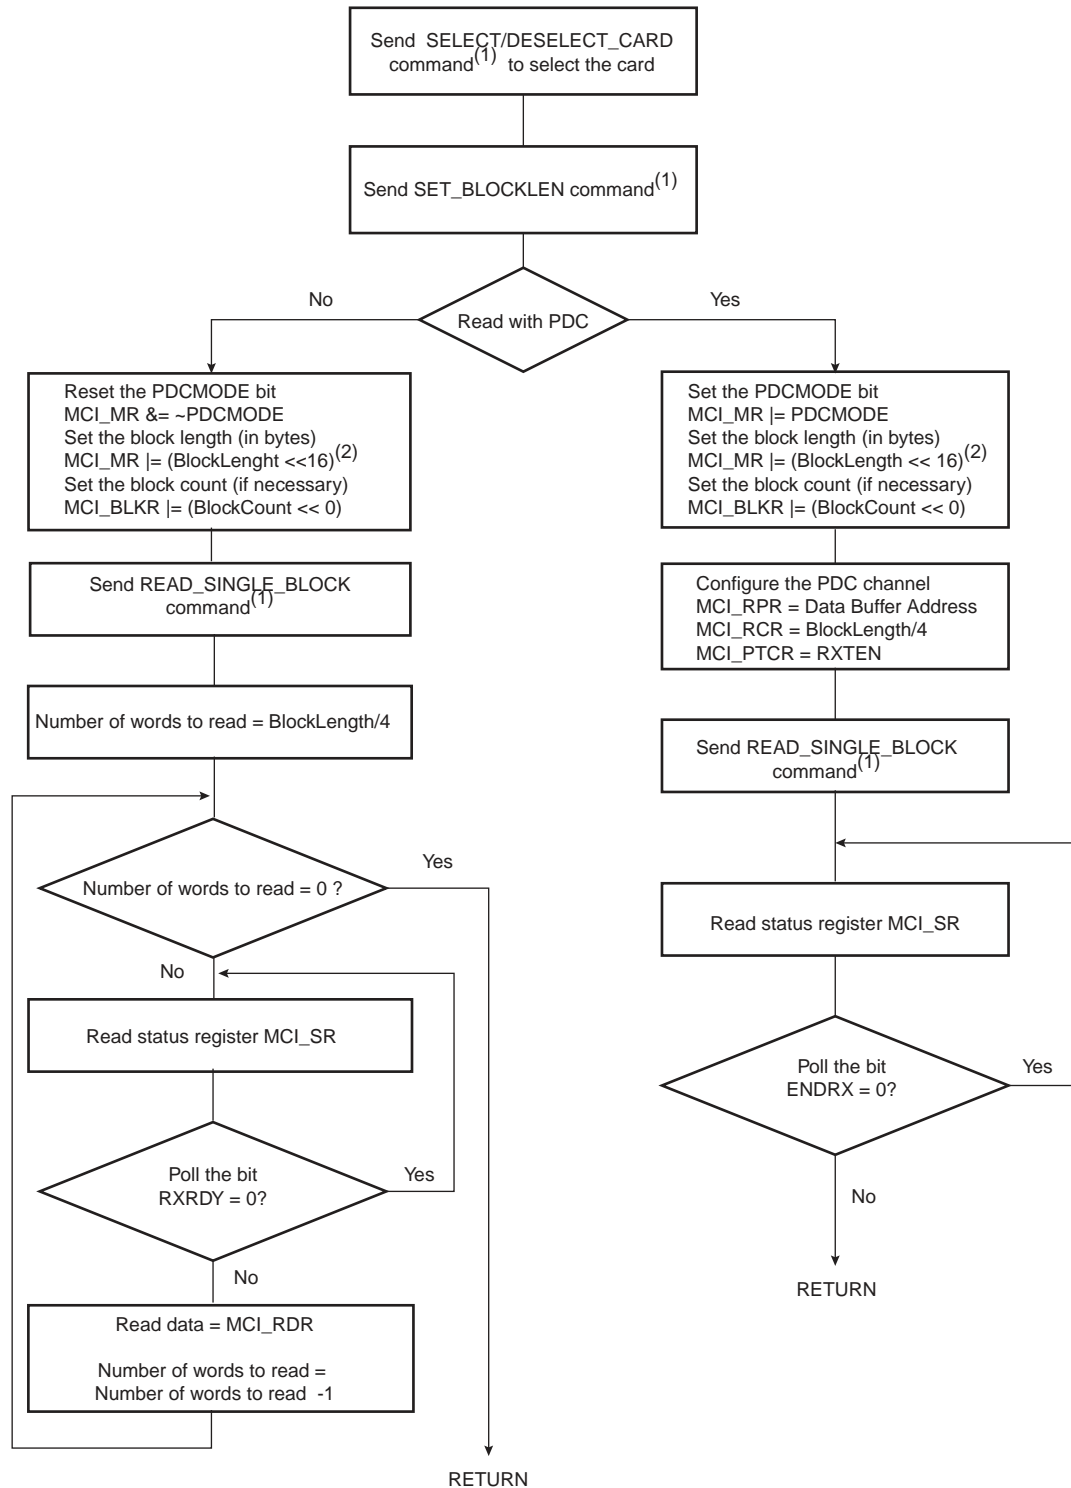 Send SELECT/DESELECT_CARD
command(1) to select the card
Send SET_BLOCKLEN command(1)
Read with PDC
No
Yes
Reset the PDCMODE bit
MCI_MR &= ~PDCMODE
Set the block length (in bytes)
MCI_MR |= (BlockLenght <<16)(2)
Set the block count (if necessary)
MCI_BLKR |= (BlockCount << 0)
Send READ_SINGLE_BLOCK
command(1)
Number of words to read = BlockLength/4
Number of words to read = 0 ?
Yes
No
Read status register MCI_SR
Poll the bit
RXRDY = 0?
Yes
No
Read data = MCI_RDR
Number of words to read =
Number of words to read -1
RETURN
Set the PDCMODE bit
MCI_MR |= PDCMODE
Set the block length (in bytes)
MCI_MR |= (BlockLength << 16)(2)
Set the block count (if necessary)
MCI_BLKR |= (BlockCount << 0)
Configure the PDC channel
MCI_RPR = Data Buffer Address
MCI_RCR = BlockLength/4
MCI_PTCR = RXTEN
Send READ_SINGLE_BLOCK
command(1)
Read status register MCI_SR
Poll the bit
ENDRX = 0?
Yes
No
RETURN